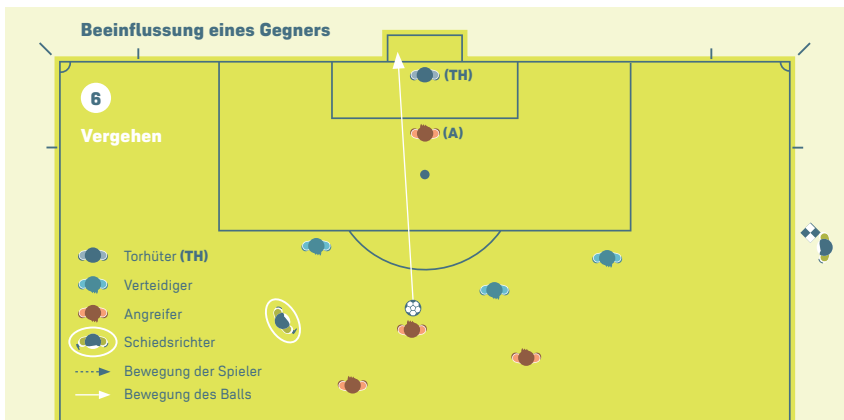 Beeinflussung eines Gegners
6
Vergehen
(TH)
(A)
Torhüter (TH)
Verteidiger
Angreifer
Schiedsrichter
Bewegung der Spieler
Bewegung des Balls